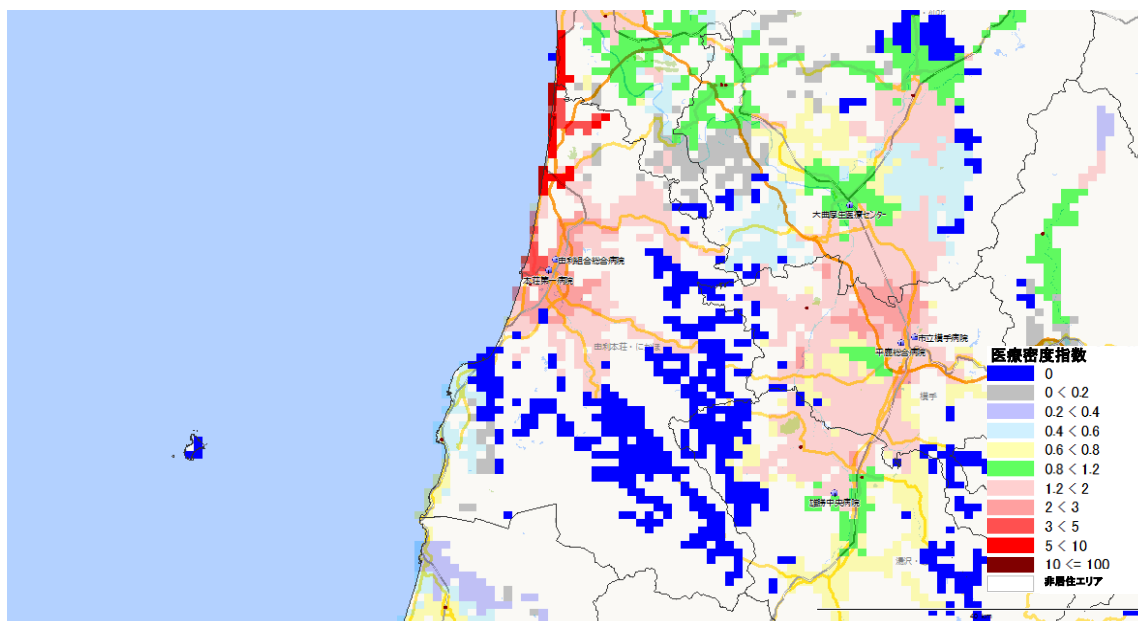 大曲厚生医療センター
由利組合総合病院
本荘第一病院
市立横手病院
平鹿総合病院
由利本荘・にかほ
横手
雄勝中央病院
湯沢・
医療密度指数
0
0 < 0.2
0.2 < 0.4
0.4 < 0.6
0.6 < 0.8
0.8 < 1.2
1.2 < 2
2 < 3
3 < 5
5 < 10
10 <= 100
非居住エリア